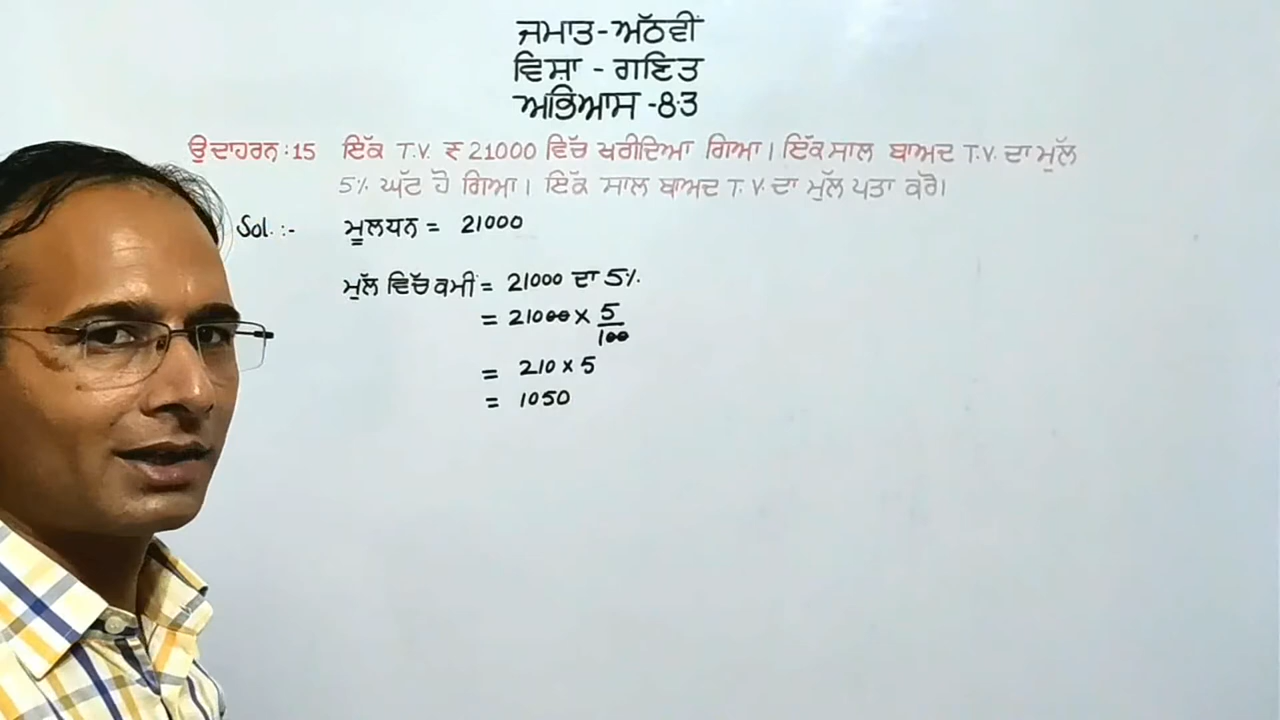 ਜਮਾਤ - ਅੱਠਵੀਂ
ਵਿਸ਼ਾ - ਗਣਿਤ
ਅਭਿਆਸ - 8.3
ਉਦਾਹਰਨ : 15 ਇੱਕ T.V. ₹ 21000 ਵਿੱਚ ਖਰੀਦਿਆ ਗਿਆ। ਇੱਕ ਸਾਲ ਬਾਅਦ T.V. ਦਾ ਮੁੱਲ
5% ਘੱਟ ਹੋ ਗਿਆ। ਇੱਕ ਸਾਲ ਬਾਅਦ T.V. ਦਾ ਮੁੱਲ ਪਤਾ ਕਰੋ।
Sol. :- ਮੂਲਧਨ = 21000
ਮੁੱਲ ਵਿੱਚ ਕਮੀ = 21000 ਦਾ 5%
= 21000 × 5/100
= 210 × 5
= 1050